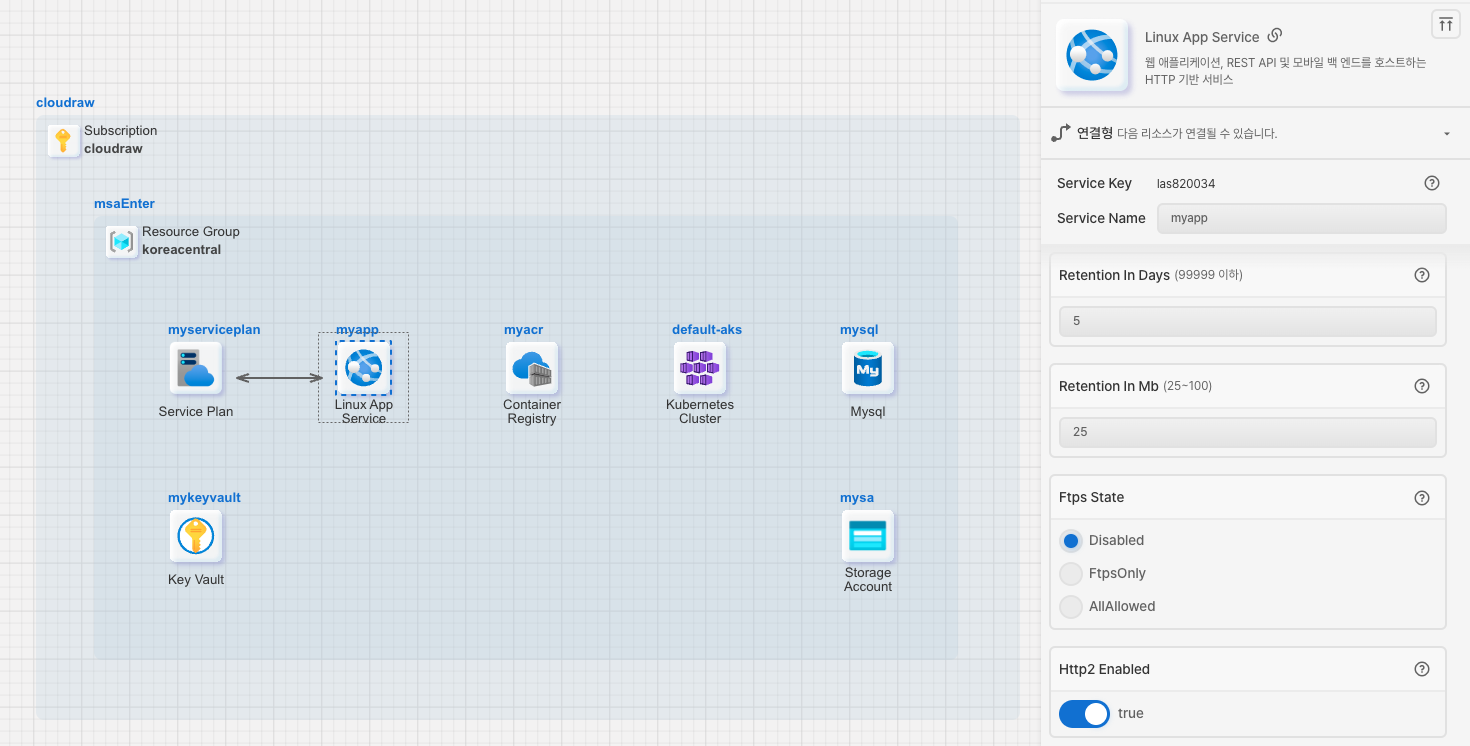 cloudraw
Subscription
cloudraw
msaEnter
Resource Group
koreacentral
myserviceplan
Service Plan
myapp
Linux App
Service
myacr
Container
Registry
default-aks
Kubernetes
Cluster
mysql
My
Mysql
mykeyvault
Key Vault
mysa
Storage
Account
Linux App Service
웹 애플리케이션, REST API 및 모바일 백 엔드를 호스트하는
HTTP 기반 서비스
연결형 다음 리소스가 연결될 수 있습니다.
Service Key las820034
Service Name myapp
Retention In Days (99999 이하)
5
Retention In Mb (25~100)
25
Ftps State
Disabled
FtpsOnly
AllAllowed
Http2 Enabled
true